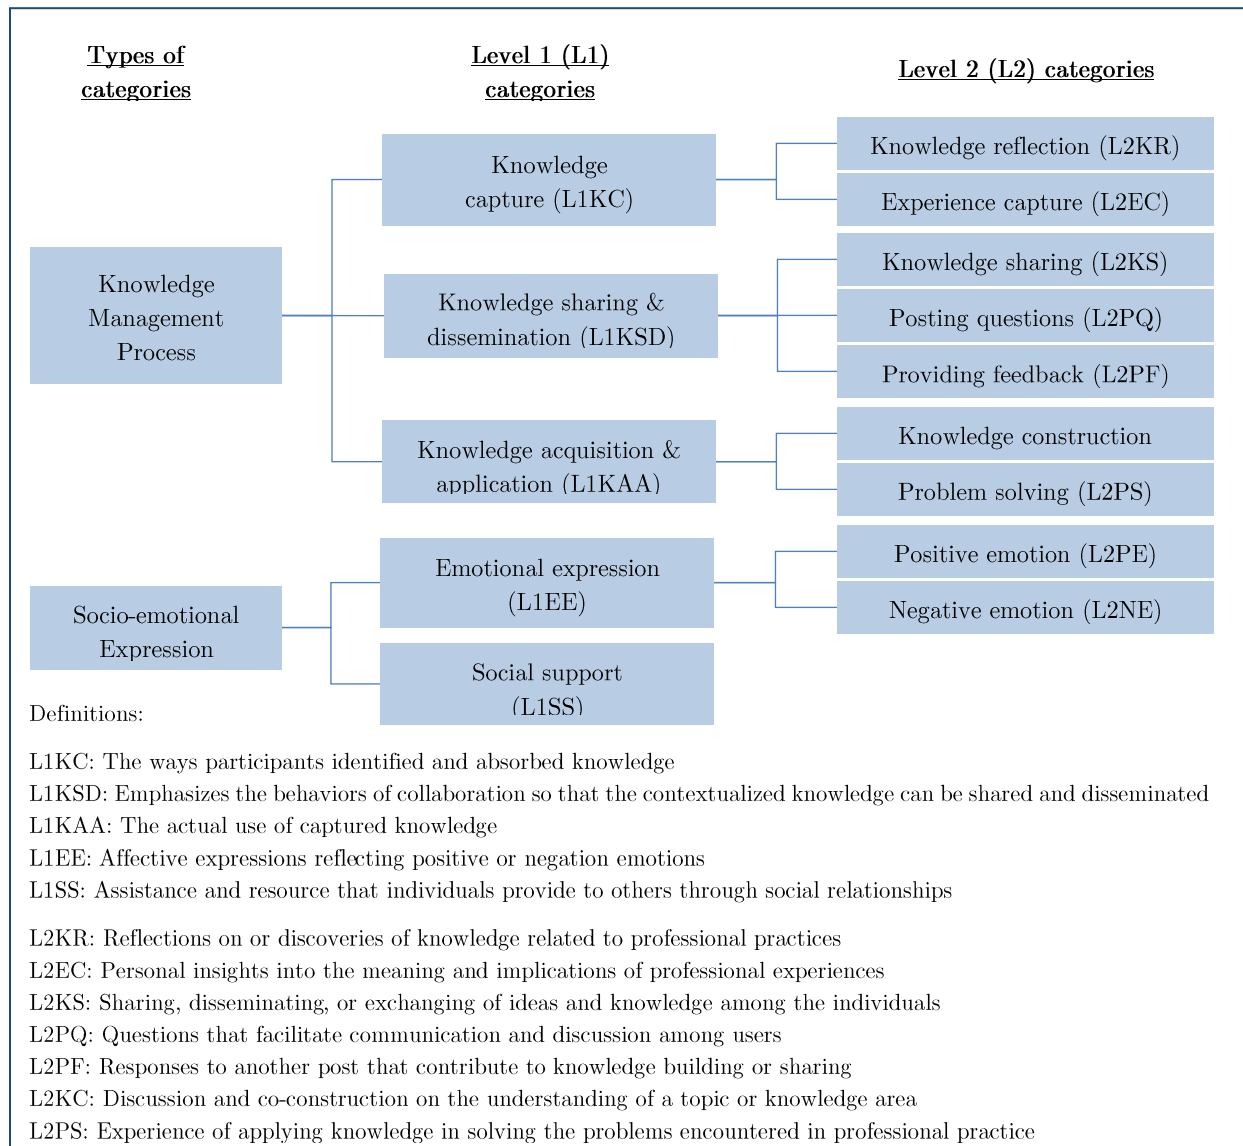 Types of
categories
Level 1 (L1)
categories
Level 2 (L2) categories
Knowledge
Management
Process
Knowledge
capture (L1KC)
Knowledge reflection (L2KR)
Experience capture (L2EC)
Knowledge sharing &
dissemination (L1KSD)
Knowledge sharing (L2KS)
Posting questions (L2PQ)
Providing feedback (L2PF)
Knowledge acquisition &
application (L1KAA)
Knowledge construction
Problem solving (L2PS)
Socio-emotional
Expression
Emotional expression
(L1EE)
Positive emotion (L2PE)
Negative emotion (L2NE)
Social support
(L1SS)
Definitions:
L1KC: The ways participants identified and absorbed knowledge
L1KSD: Emphasizes the behaviors of collaboration so that the contextualized knowledge can be shared and disseminated
L1KAA: The actual use of captured knowledge
L1EE: Affective expressions reflecting positive or negation emotions
L1SS: Assistance and resource that individuals provide to others through social relationships
L2KR: Reflections on or discoveries of knowledge related to professional practices
L2EC: Personal insights into the meaning and implications of professional experiences
L2KS: Sharing, disseminating, or exchanging of ideas and knowledge among the individuals
L2PQ: Questions that facilitate communication and discussion among users
L2PF: Responses to another post that contribute to knowledge building or sharing
L2KC: Discussion and co-construction on the understanding of a topic or knowledge area
L2PS: Experience of applying knowledge in solving the problems encountered in professional practice